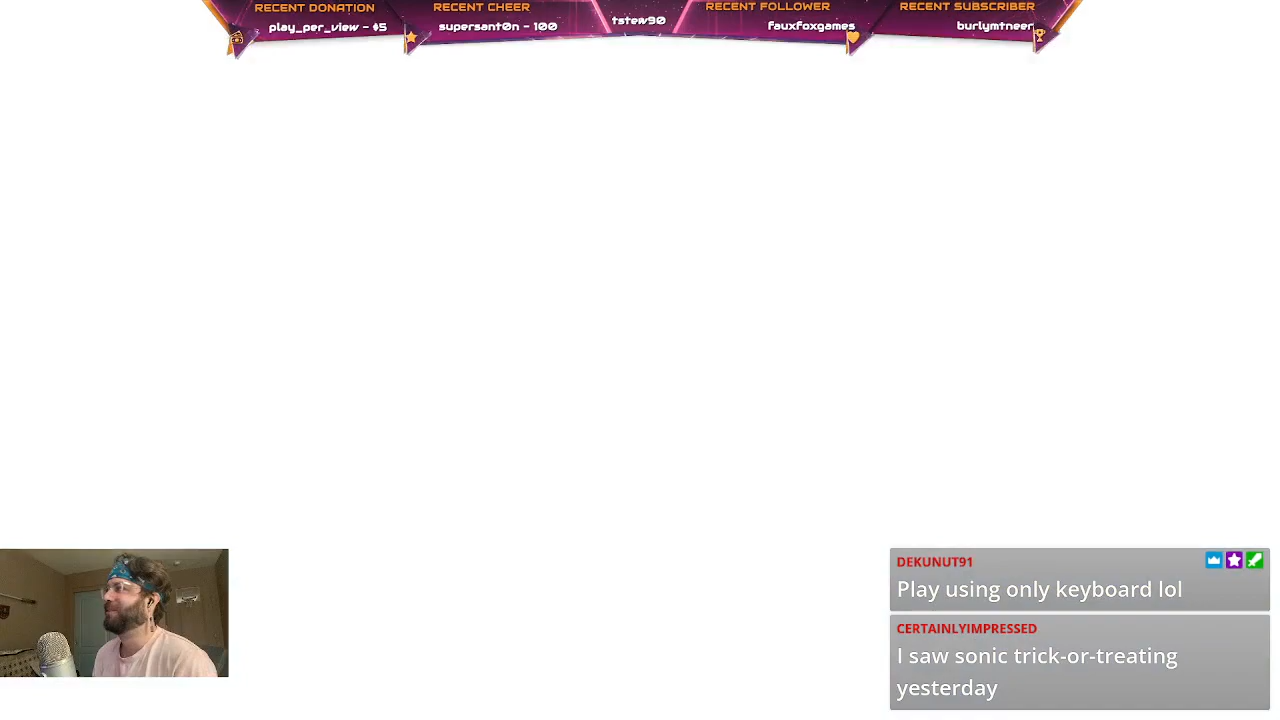 RECENT DONATION
play_per_view - $5
RECENT CHEER
supersant0n - 100
tstew90
RECENT FOLLOWER
fauxfoxgames
RECENT SUBSCRIBER
burlymtneer
DEKUNUT91
Play using only keyboard lol
CERTAINLYIMPRESSED
I saw sonic trick-or-treating
yesterday